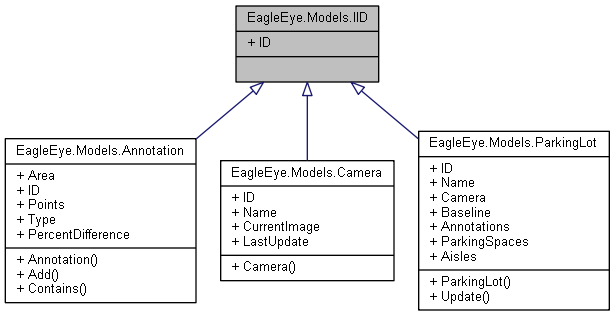 EagleEye.Models.IID
+ ID
EagleEye.Models.Annotation
+ Area
+ ID
+ Points
+ Type
+ PercentDifference
+ Annotation()
+ Add()
+ Contains()
EagleEye.Models.Camera
+ ID
+ Name
+ CurrentImage
+ LastUpdate
+ Camera()
EagleEye.Models.ParkingLot
+ ID
+ Name
+ Camera
+ Baseline
+ Annotations
+ ParkingSpaces
+ Aisles
+ ParkingLot()
+ Update()